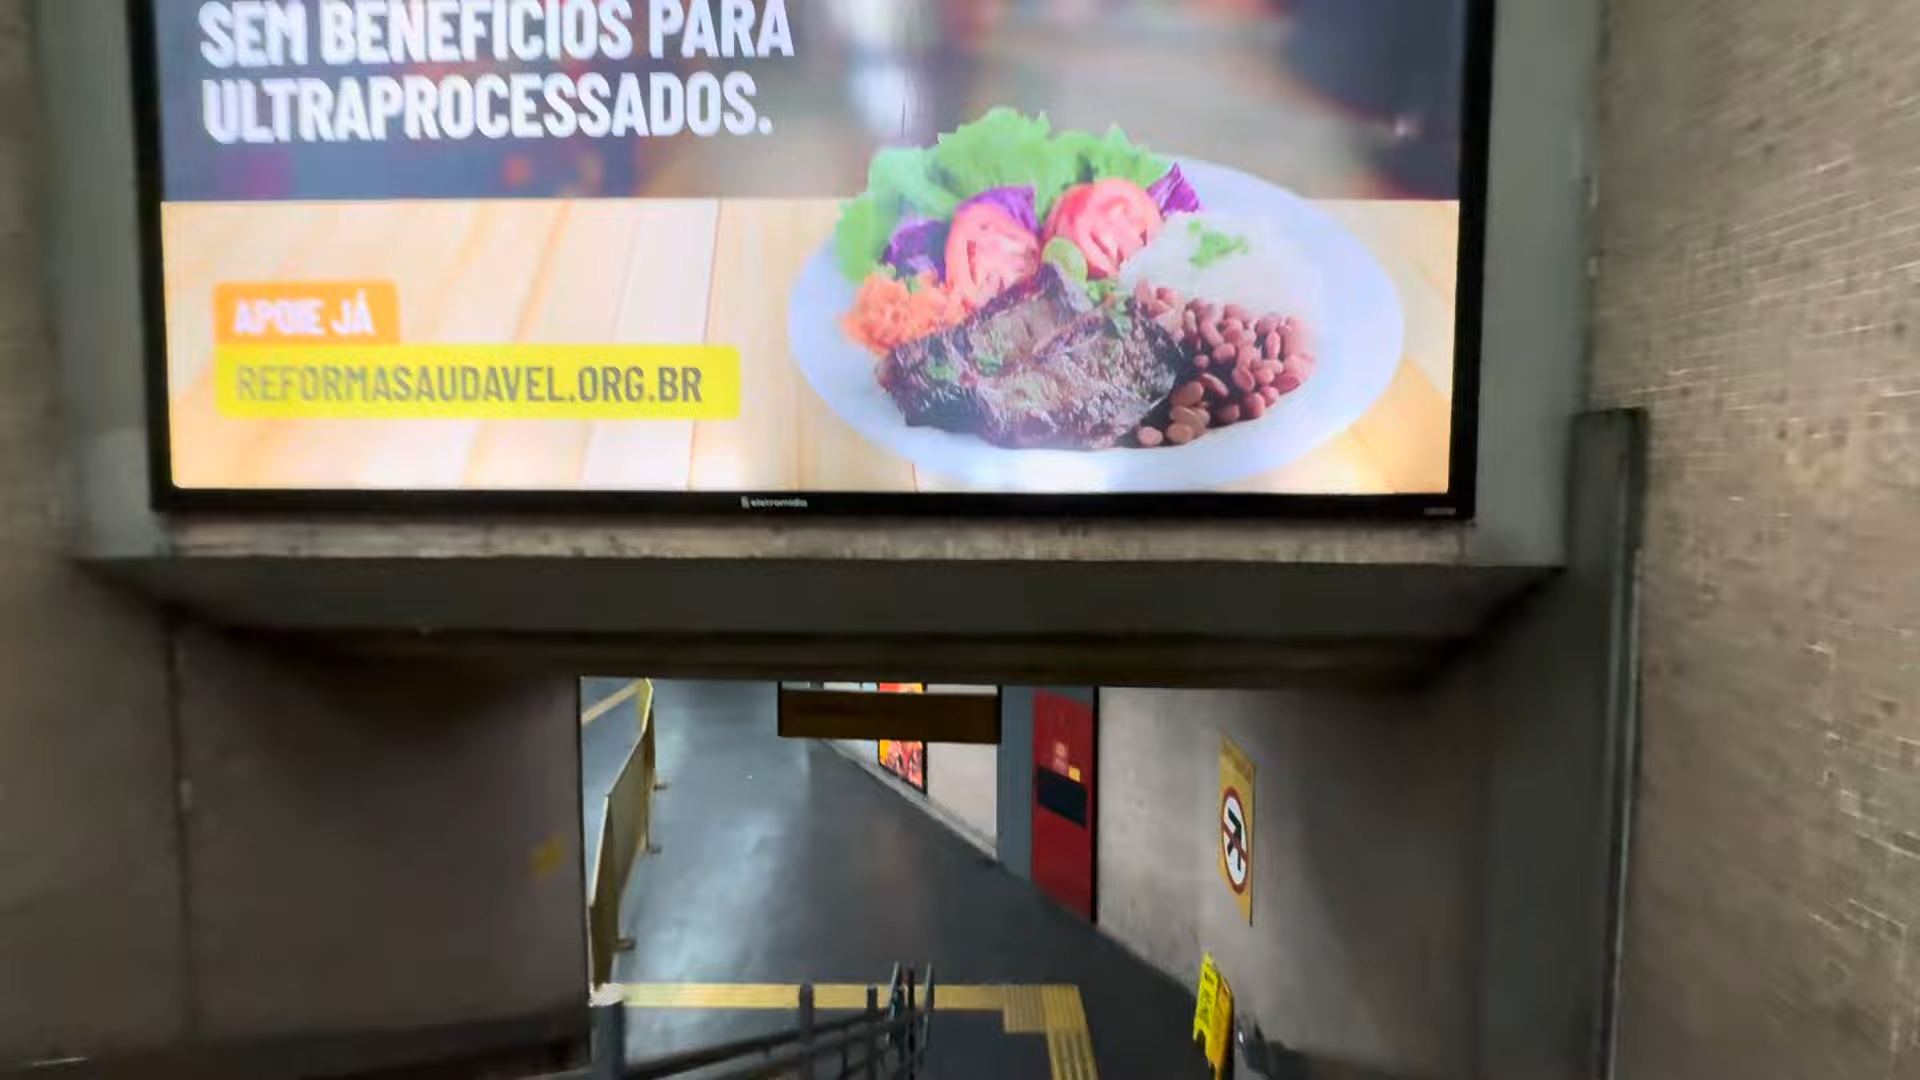 SEM BENEFÍCIOS PARA
ULTRAPROCESSADOS.
APOIE JÁ
REFORMASAUDAVEL.ORG.BR
eletromidia